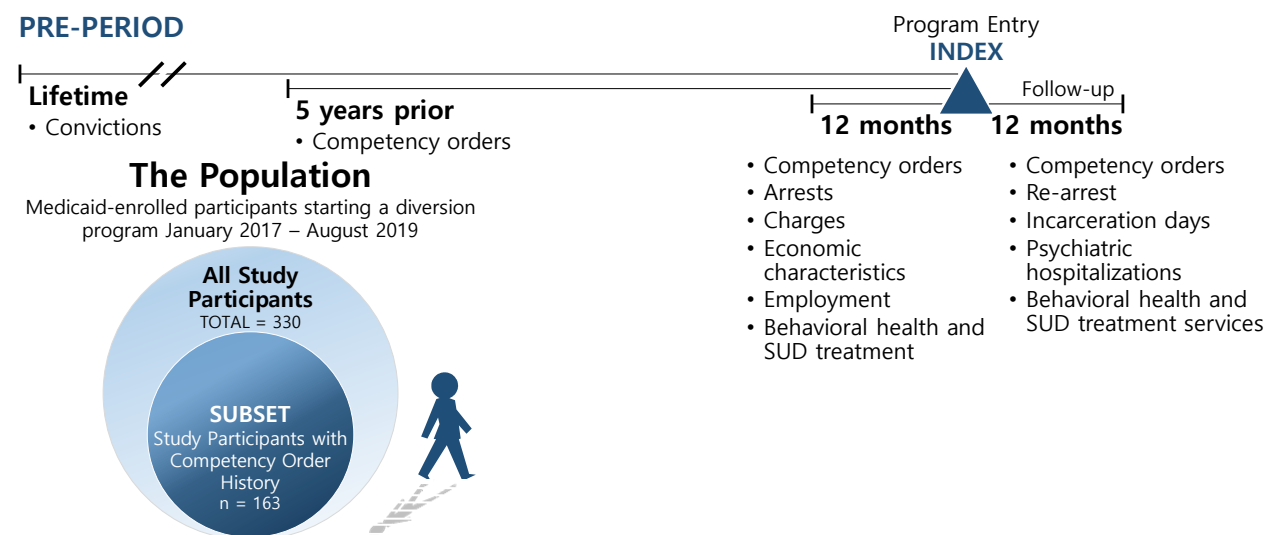 PRE-PERIOD
Program Entry
INDEX
Lifetime
• Convictions
5 years prior
• Competency orders
Follow-up
12 months
12 months
The Population
Medicaid-enrolled participants starting a diversion
program January 2017 – August 2019
All Study
Participants
TOTAL = 330
SUBSET
Study Participants with
Competency Order
History
n = 163
• Competency orders
• Arrests
• Charges
• Economic
characteristics
• Employment
• Behavioral health and
SUD treatment
• Competency orders
• Re-arrest
• Incarceration days
• Psychiatric
hospitalizations
• Behavioral health and
SUD treatment services